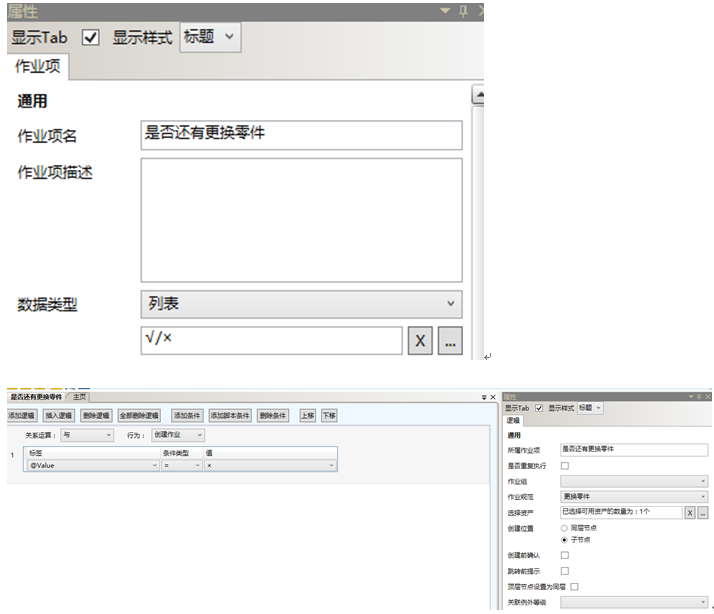 属性
显示Tab 显示样式 标题
作业项
通用
作业项名 是否还有更换零件
作业项描述
数据类型 列表
√/× X ...
是否还有更换零件 主页
添加逻辑 插入逻辑 删除逻辑 全部删除逻辑 添加条件 添加脚本条件 删除条件 上移 下移
关系运算： 与 行为： 创建作业
标签 条件类型 值
1 @Value = ×
属性
显示Tab 显示样式 标题
逻辑
通用
所属作业项 是否还有更换零件
是否重复执行
作业组
作业规范 更换零件
选择资产 已选择可用资产的数量为：1个 X ...
创建位置 同层节点
子节点
创建前确认
跳转前提示
顶层节点设置为同层
关联例外等级